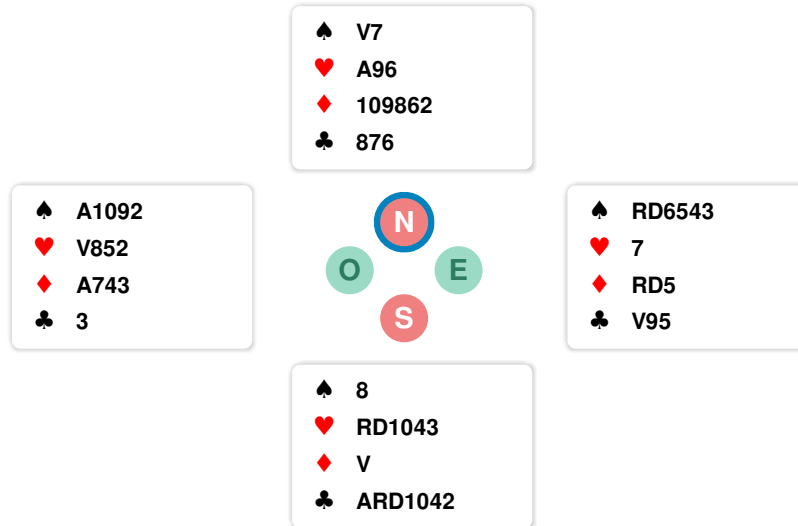 ♠ V7
♥ A96
♦ 109862
♣ 876
♠ A1092
♥ V852
♦ A743
♣ 3
N
O E
S
♠ RD6543
♥ 7
♦ RD5
♣ V95
♠ 8
♥ RD1043
♦ V
♣ ARD1042